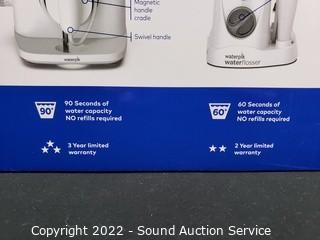 Magnetic
handle
cradle
Swivel handle
waterpik
waterpik
waterflosser
90"
90 Seconds of
water capacity
NO refills required
60"
60 Seconds of
water capacity
NO refills required
3 Year limited
warranty
2 Year limited
warranty
Copyright 2022 - Sound Auction Service